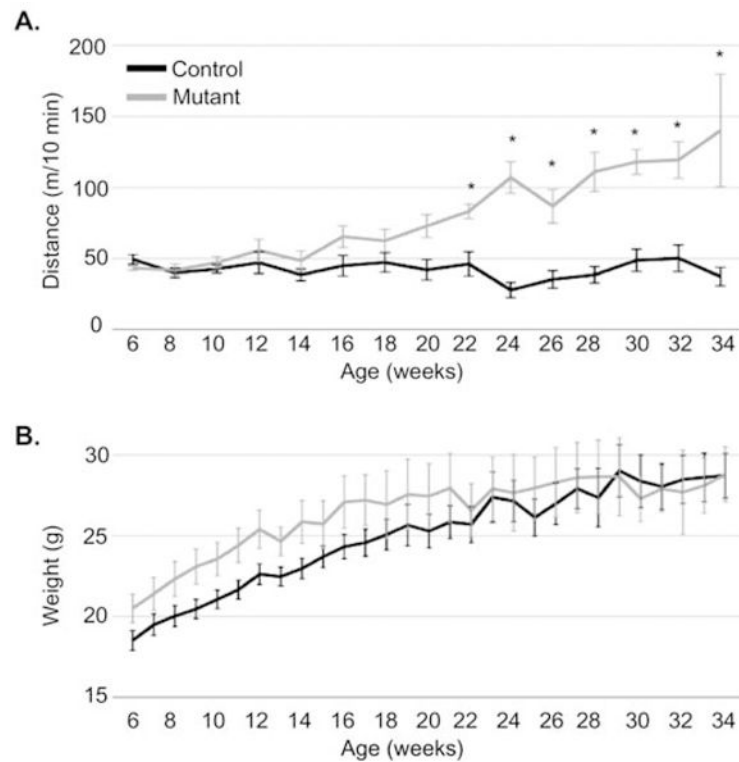 A.
200
150
100
50
0
Distance (m/10 min)
Control
Mutant
* * * * * * *
6 8 10 12 14 16 18 20 22 24 26 28 30 32 34
Age (weeks)
B.
30
25
20
15
Weight (g)
6 8 10 12 14 16 18 20 22 24 26 28 30 32 34
Age (weeks)